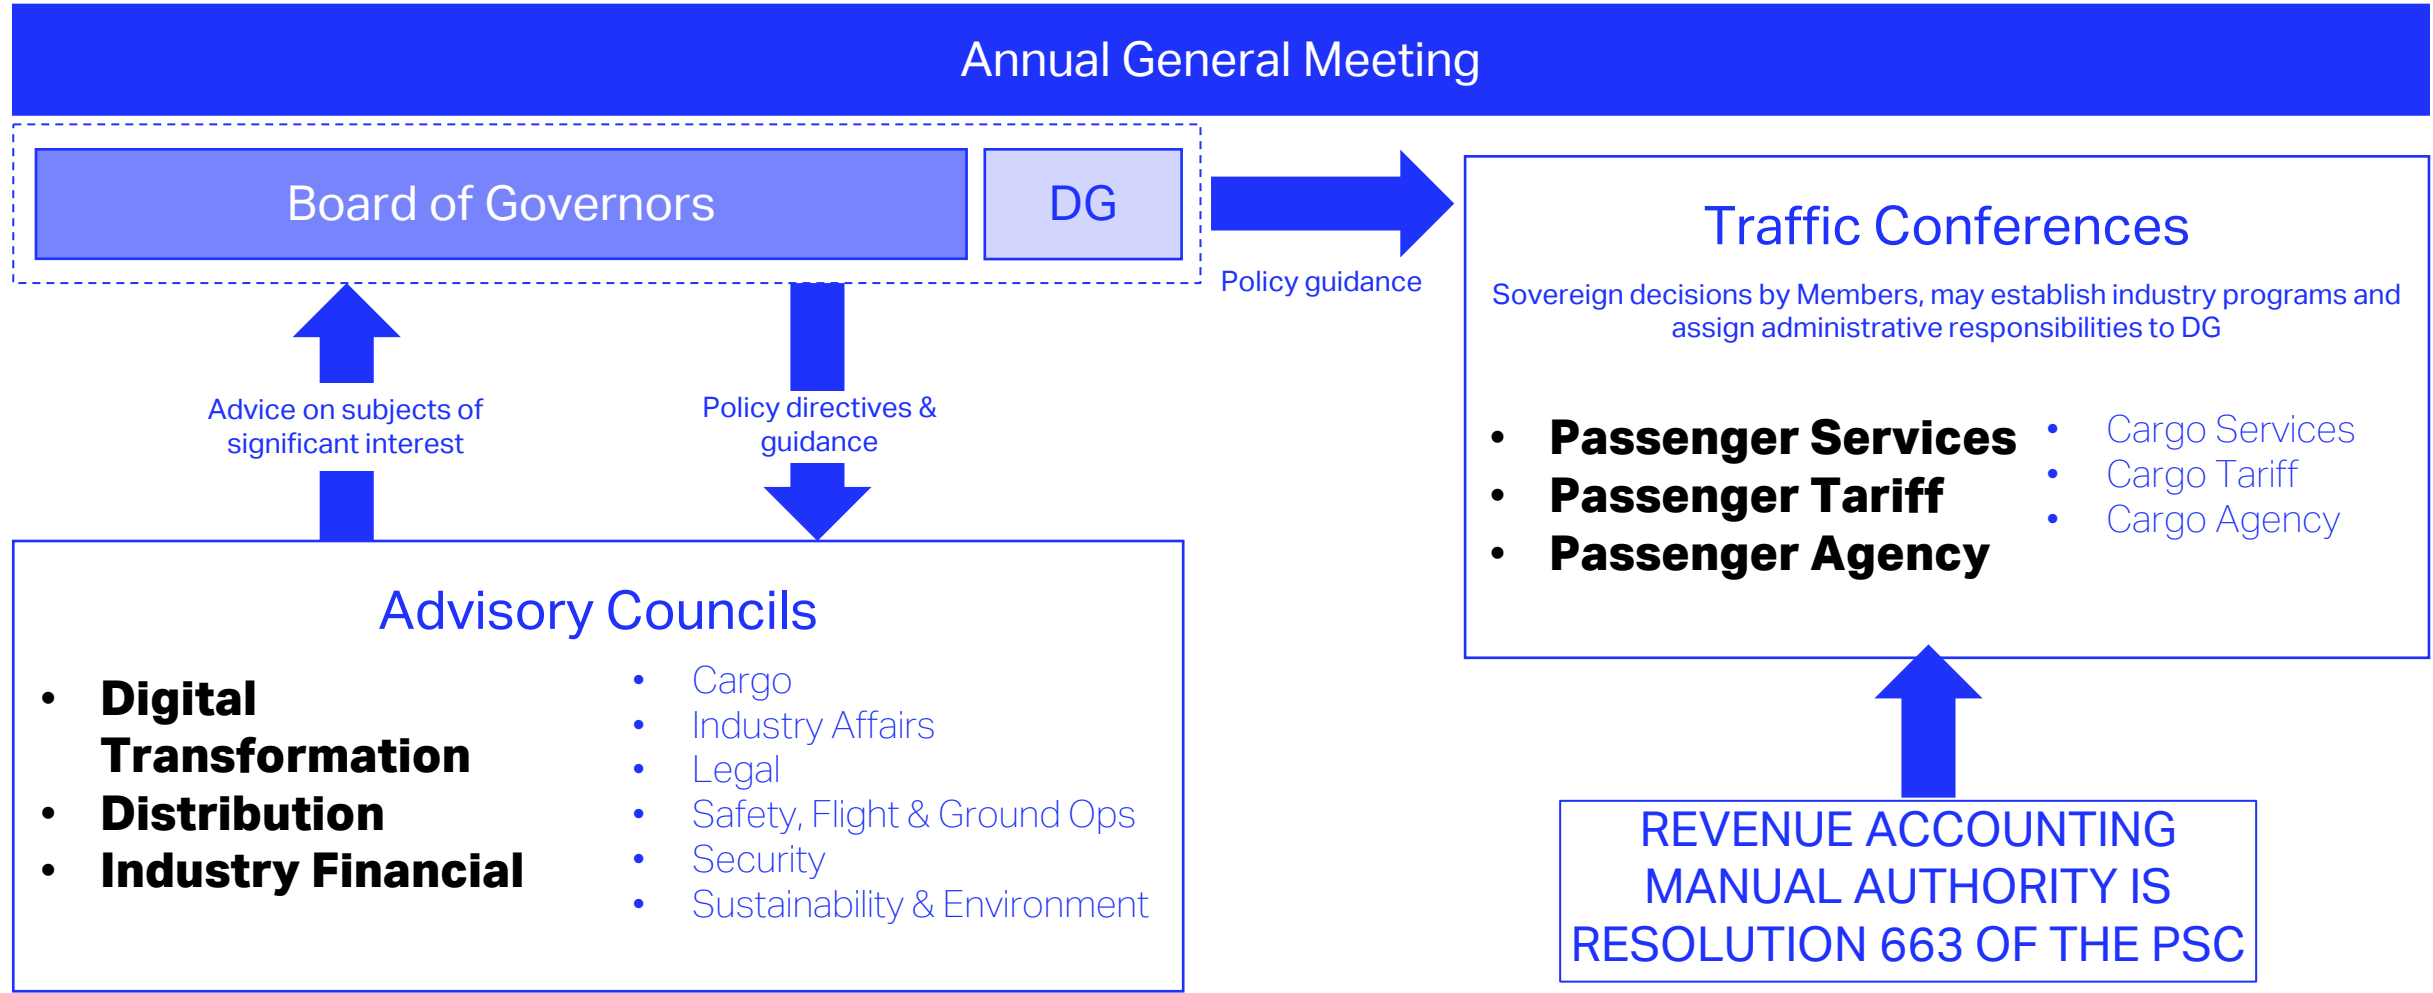 Annual General Meeting
Board of Governors
DG
Policy guidance
Advice on subjects of
significant interest
Policy directives &
guidance
Advisory Councils
• Digital
Transformation
• Distribution
• Industry Financial
• Cargo
• Industry Affairs
• Legal
• Safety, Flight & Ground Ops
• Security
• Sustainability & Environment
Traffic Conferences
Sovereign decisions by Members, may establish industry programs and
assign administrative responsibilities to DG
• Passenger Services
• Passenger Tariff
• Passenger Agency
• Cargo Services
• Cargo Tariff
• Cargo Agency
REVENUE ACCOUNTING
MANUAL AUTHORITY IS
RESOLUTION 663 OF THE PSC